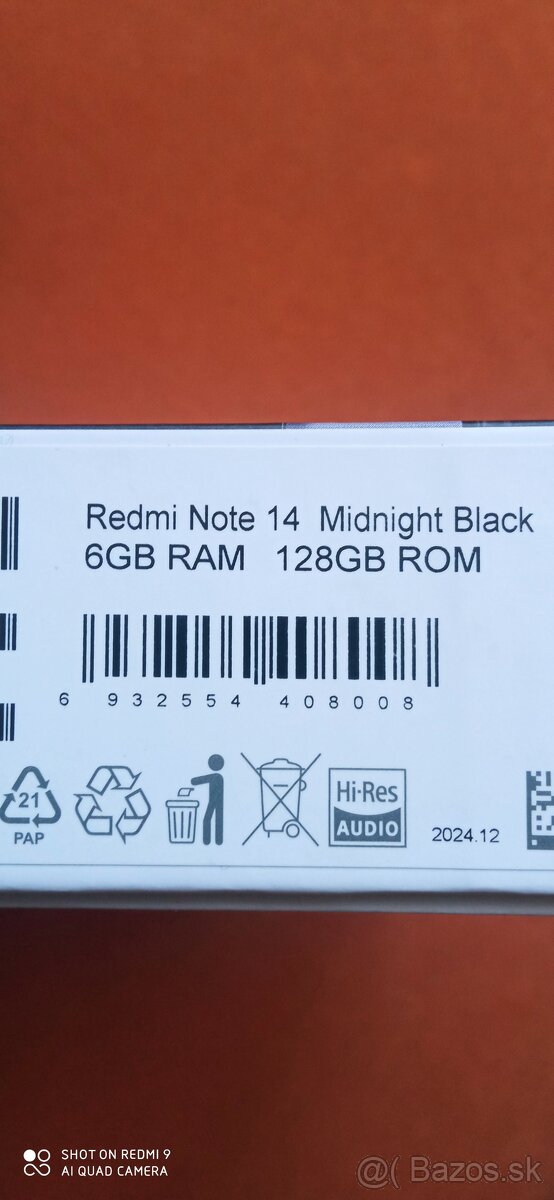 Redmi Note 14  Midnight Black
6GB RAM   128GB ROM
6 932554 408008
21
PAP
Hi-Res
AUDIO
2024.12
SHOT ON REDMI 9
AI QUAD CAMERA
@( Bazos.sk